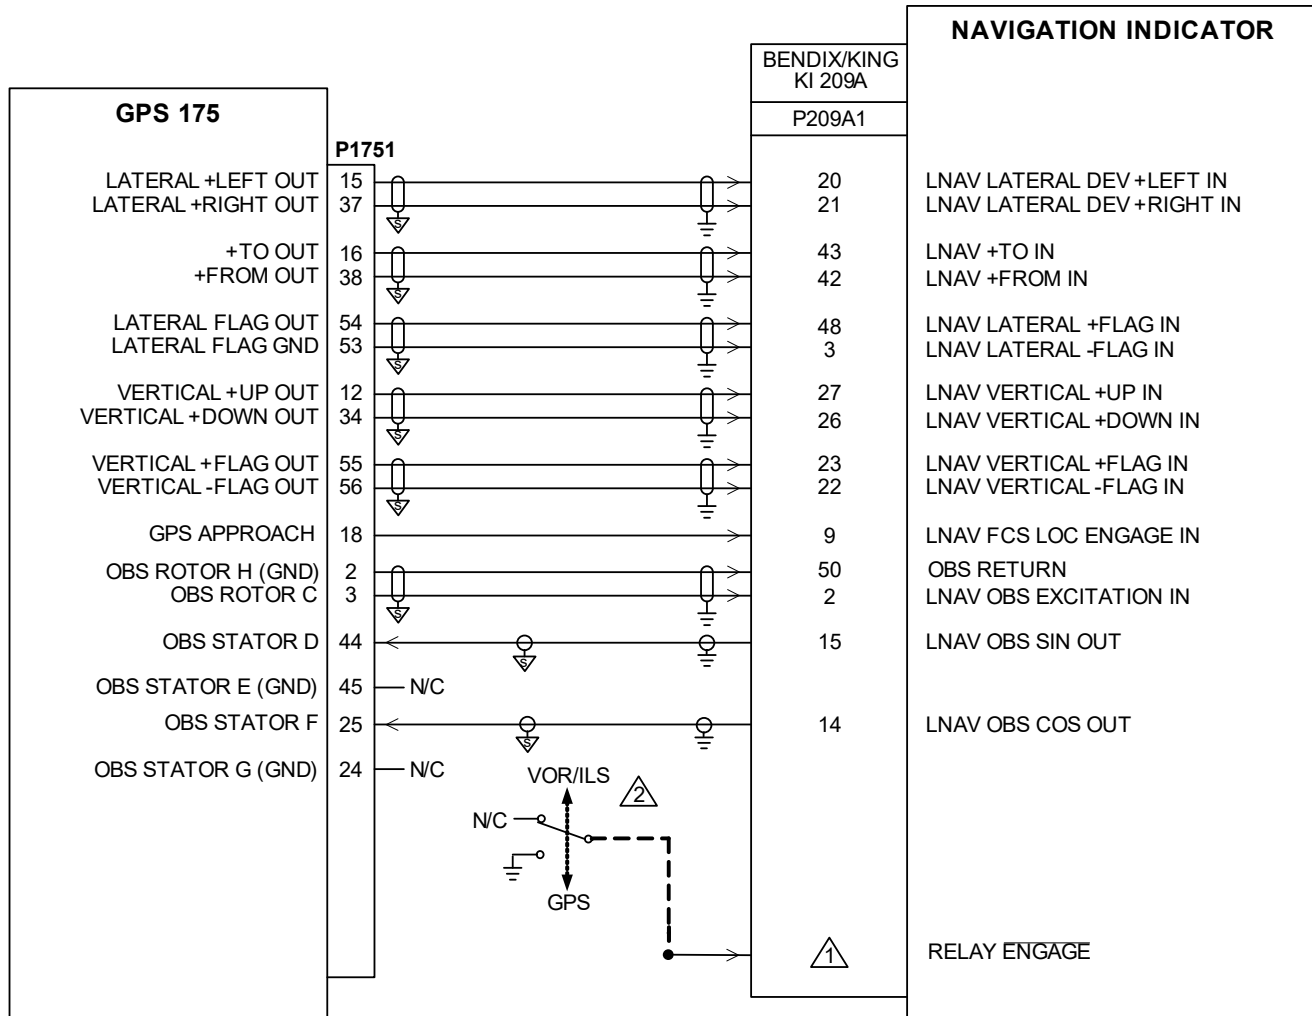 NAVIGATION INDICATOR
BENDIX/KING
KI 209A
P209A1
GPS 175
P1751
LATERAL +LEFT OUT 15 20 LNAV LATERAL DEV +LEFT IN
LATERAL +RIGHT OUT 37 21 LNAV LATERAL DEV +RIGHT IN
S
+TO OUT 16 43 LNAV +TO IN
+FROM OUT 38 42 LNAV +FROM IN
S
LATERAL FLAG OUT 54 48 LNAV LATERAL +FLAG IN
LATERAL FLAG GND 53 3 LNAV LATERAL -FLAG IN
S
VERTICAL +UP OUT 12 27 LNAV VERTICAL +UP IN
VERTICAL +DOWN OUT 34 26 LNAV VERTICAL +DOWN IN
S
VERTICAL +FLAG OUT 55 23 LNAV VERTICAL +FLAG IN
VERTICAL -FLAG OUT 56 22 LNAV VERTICAL -FLAG IN
S
GPS APPROACH 18 9 LNAV FCS LOC ENGAGE IN
OBS ROTOR H (GND) 2 50 OBS RETURN
OBS ROTOR C 3 2 LNAV OBS EXCITATION IN
S
OBS STATOR D 44 15 LNAV OBS SIN OUT
S
OBS STATOR E (GND) 45 N/C
OBS STATOR F 25 14 LNAV OBS COS OUT
S
OBS STATOR G (GND) 24 N/C
VOR/ILS 2
N/C
GPS
1 RELAY ENGAGE